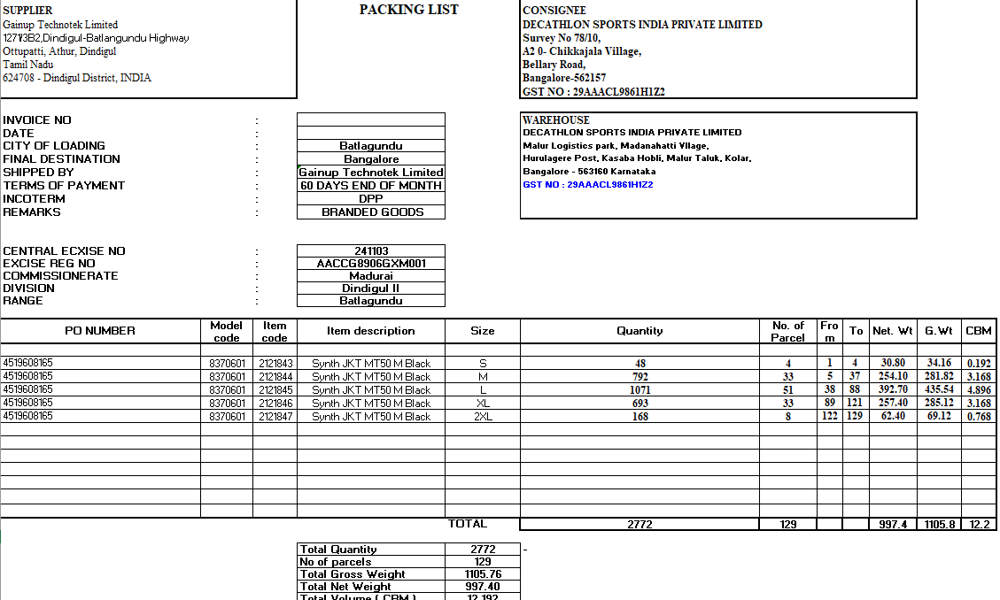 SUPPLIER
Gainup Technotek Limited
1271/3B2,Dindigul-Batlangundu Highway
Ottupatti, Athur, Dindigul
Tamil Nadu
624708 - Dindigul District, INDIA
PACKING LIST
CONSIGNEE
DECATHLON SPORTS INDIA PRIVATE LIMITED
Survey No 78/10,
A2 0- Chikkajala Village,
Bellary Road,
Bangalore-562157
GST NO : 29AAACL9861H1Z2
INVOICE NO :
DATE :
CITY OF LOADING : Batlagundu
FINAL DESTINATION : Bangalore
SHIPPED BY : Gainup Technotek Limited
TERMS OF PAYMENT : 60 DAYS END OF MONTH
INCOTERM : DPP
REMARKS : BRANDED GOODS
WAREHOUSE
DECATHLON SPORTS INDIA PRIVATE LIMITED
Malur Logistics park, Madanahatti VIlage,
Hurulagere Post, Kasaba Hobli, Malur Taluk, Kolar,
Bangalore - 563160 Karnataka
GST NO : 29AAACL9861H1Z2
CENTRAL ECXISE NO : 241103
EXCISE REG NO : AACCG8906GXM001
COMMISSIONERATE : Madurai
DIVISION : Dindigul II
RANGE : Batlagundu
PO NUMBER Model code Item code Item description Size Quantity No. of Parcel From To Net. Wt G.Wt CBM
4519608165 8370601 2121843 Synth JKT MT50 M Black S 48 4 1 4 30.80 34.16 0.192
4519608165 8370601 2121844 Synth JKT MT50 M Black M 792 33 5 37 254.10 281.82 3.168
4519608165 8370601 2121845 Synth JKT MT50 M Black L 1071 51 38 88 392.70 435.54 4.896
4519608165 8370601 2121846 Synth JKT MT50 M Black XL 693 33 89 121 257.40 285.12 3.168
4519608165 8370601 2121847 Synth JKT MT50 M Black 2XL 168 8 122 129 62.40 69.12 0.768
TOTAL 2772 129 997.4 1105.8 12.2
Total Quantity 2772 -
No of parcels 129
Total Gross Weight 1105.76
Total Net Weight 997.40
Total Volume ( CBM ) 12.192